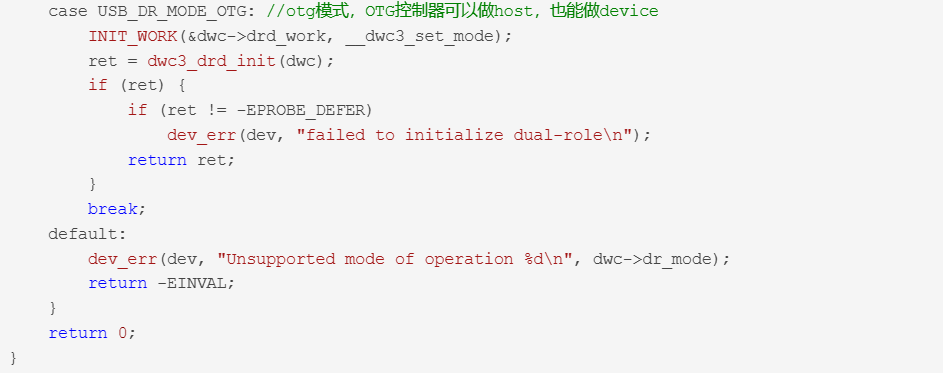 case USB_DR_MODE_OTG: //otg模式，OTG控制器可以做host，也能做device
        INIT_WORK(&dwc->drd_work, __dwc3_set_mode);
        ret = dwc3_drd_init(dwc);
        if (ret) {
            if (ret != -EPROBE_DEFER)
                dev_err(dev, "failed to initialize dual-role\n");
            return ret;
        }
        break;
    default:
        dev_err(dev, "Unsupported mode of operation %d\n", dwc->dr_mode);
        return -EINVAL;
    }
    return 0;
}